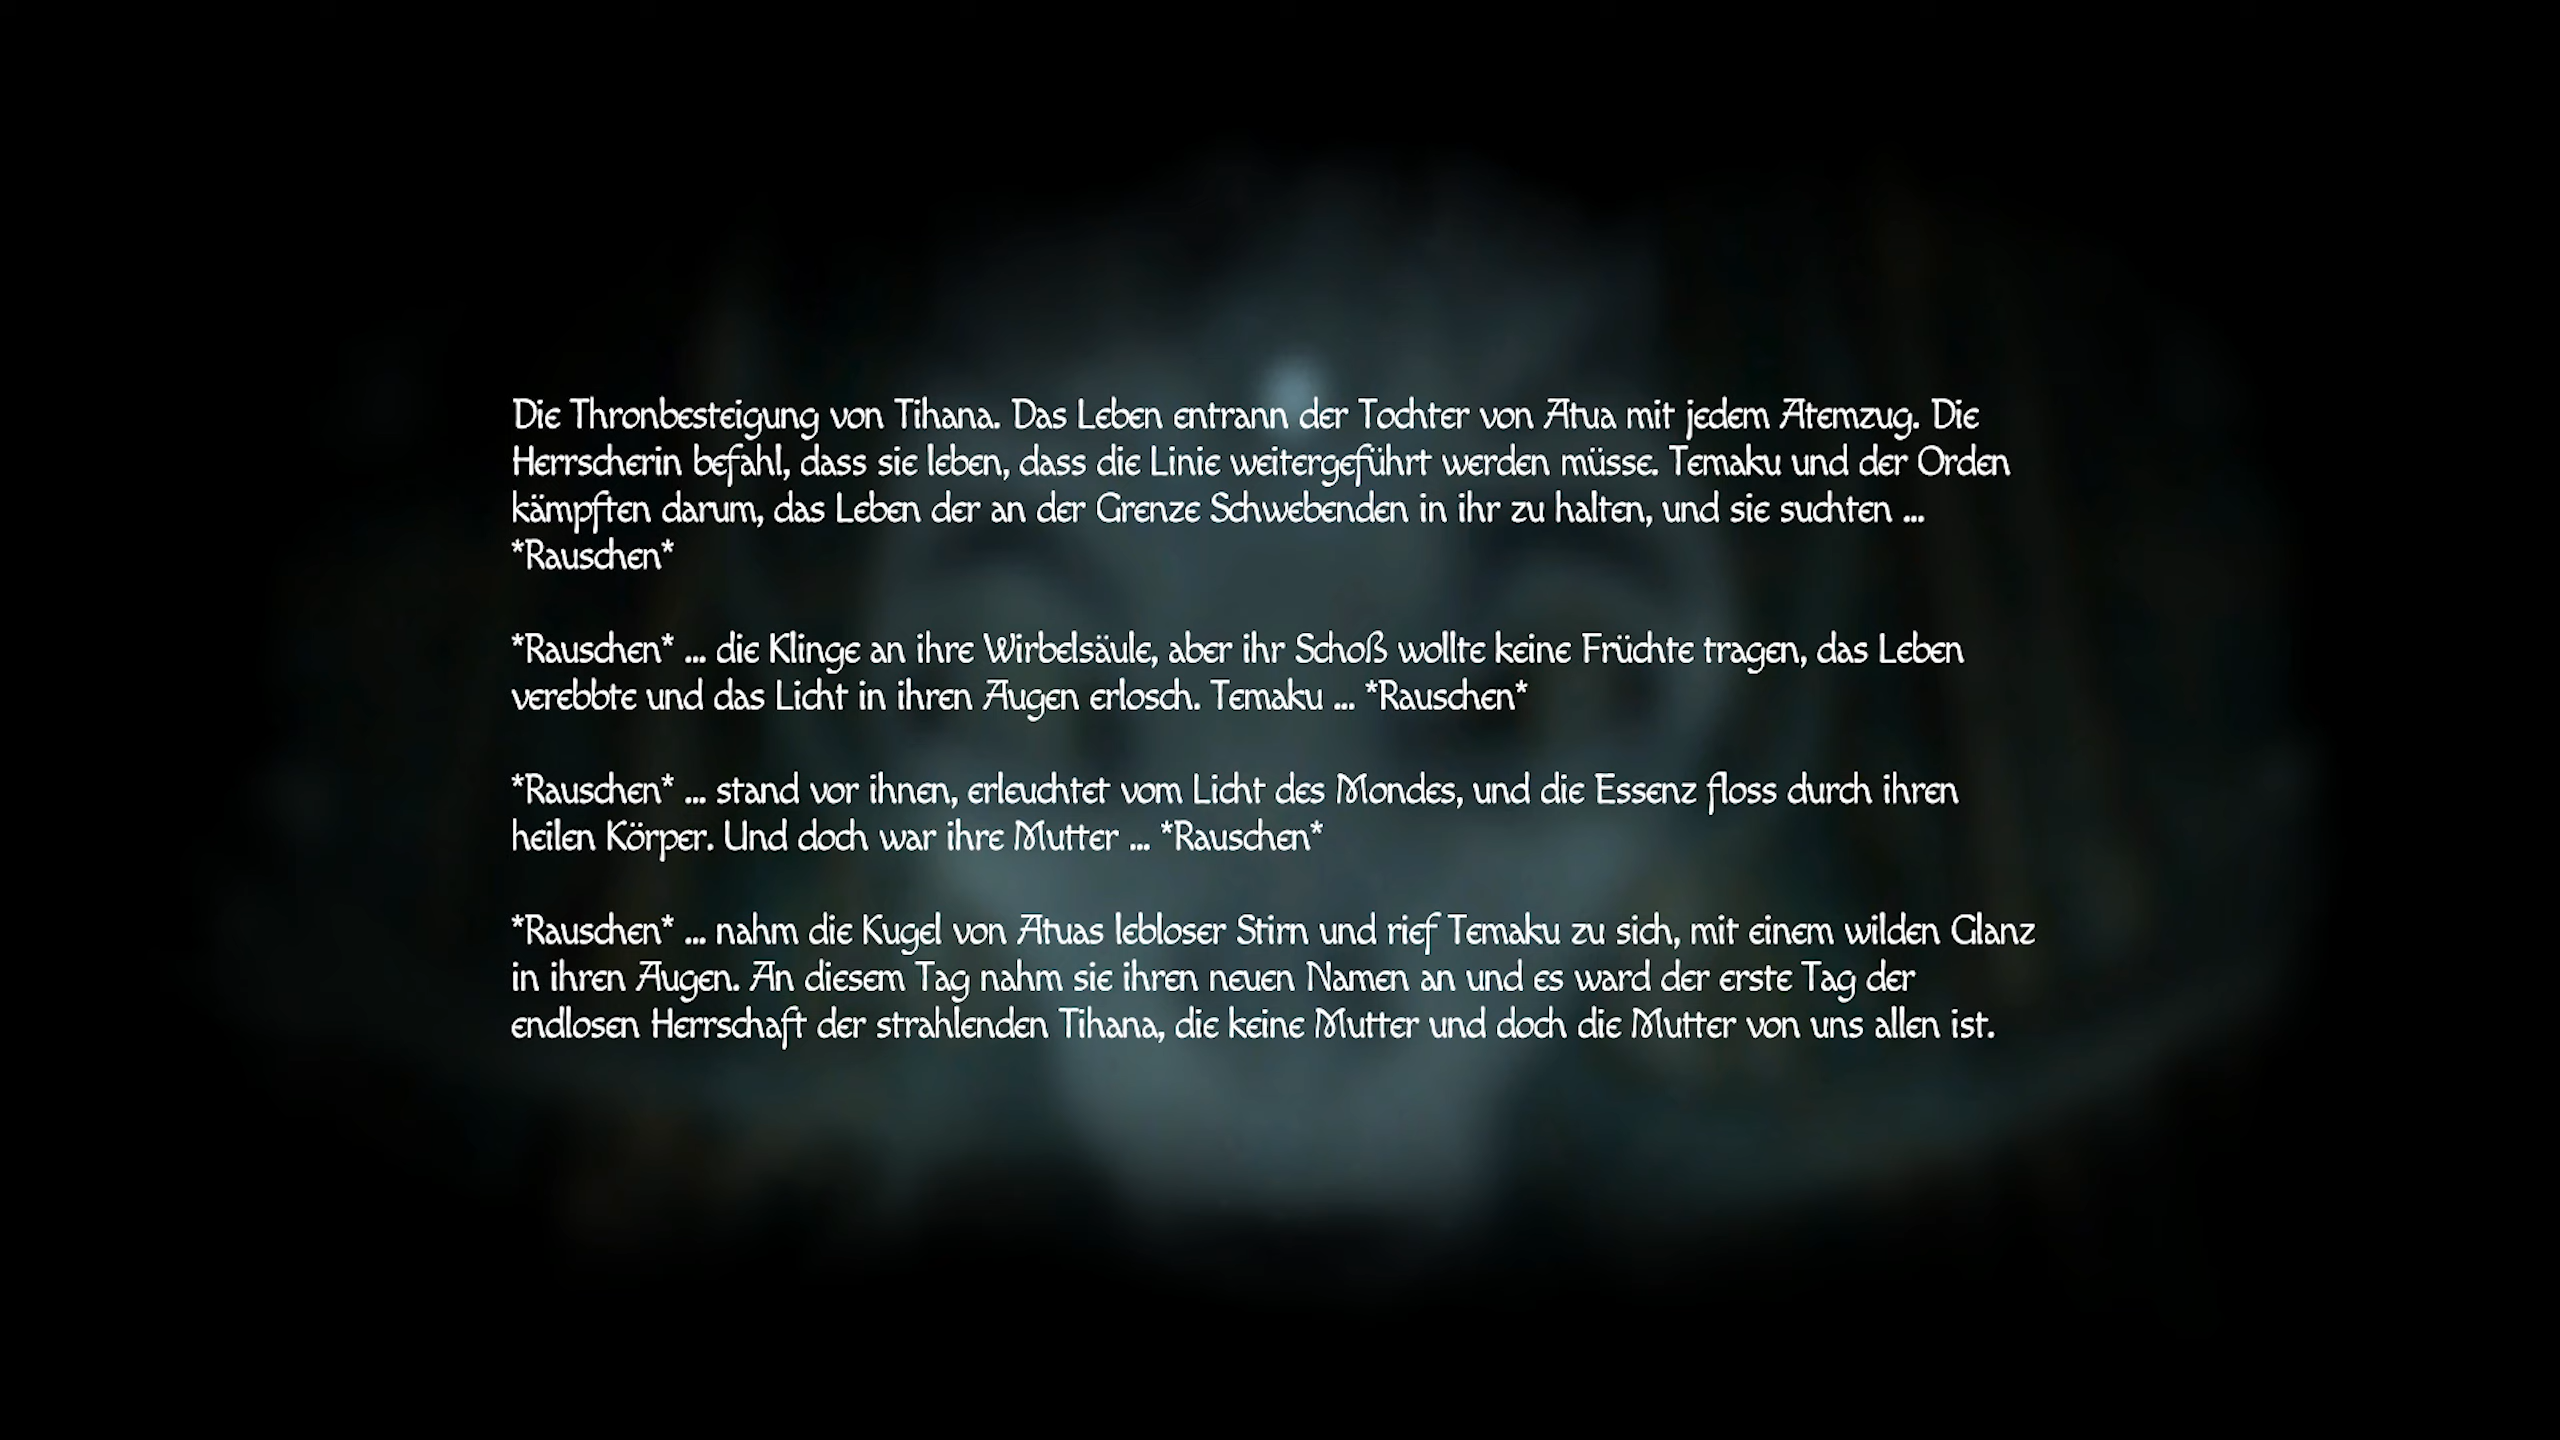 Die Thronbesteigung von Tihana. Das Leben entrann der Tochter von Atua mit jedem Atemzug. Die
Herrscherin befahl, dass sie leben, dass die Linie weitergeführt werden müsse. Temaku und der Orden
kämpften darum, das Leben der an der Grenze Schwebenden in ihr zu halten, und sie suchten ...
*Rauschen*
*Rauschen* ... die Klinge an ihre Wirbelsäule, aber ihr Schoß wollte keine Früchte tragen, das Leben
verebbte und das Licht in ihren Augen erlosch. Temaku ... *Rauschen*
*Rauschen* ... stand vor ihnen, erleuchtet vom Licht des Mondes, und die Essenz floss durch ihren
heilen Körper. Und doch war ihre Mutter ... *Rauschen*
*Rauschen* ... nahm die Kugel von Atuas lebloser Stirn und rief Temaku zu sich, mit einem wilden Glanz
in ihren Augen. An diesem Tag nahm sie ihren neuen Namen an und es ward der erste Tag der
endlosen Herrschaft der strahlenden Tihana, die keine Mutter und doch die Mutter von uns allen ist.